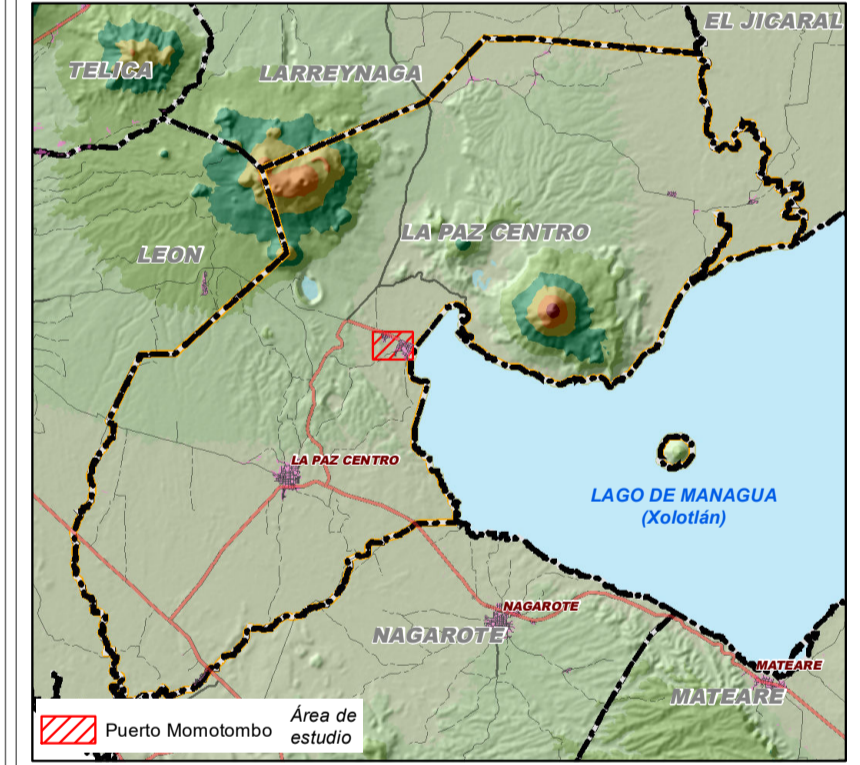 EL JICARAL
TELICA
LARREYNAGA
LA PAZ CENTRO
LEON
LA PAZ CENTRO
LAGO DE MANAGUA
(Xolotlán)
NAGAROTE
NAGAROTE
MATEARE
MATEARE
Puerto Momotombo
Área de
estudio